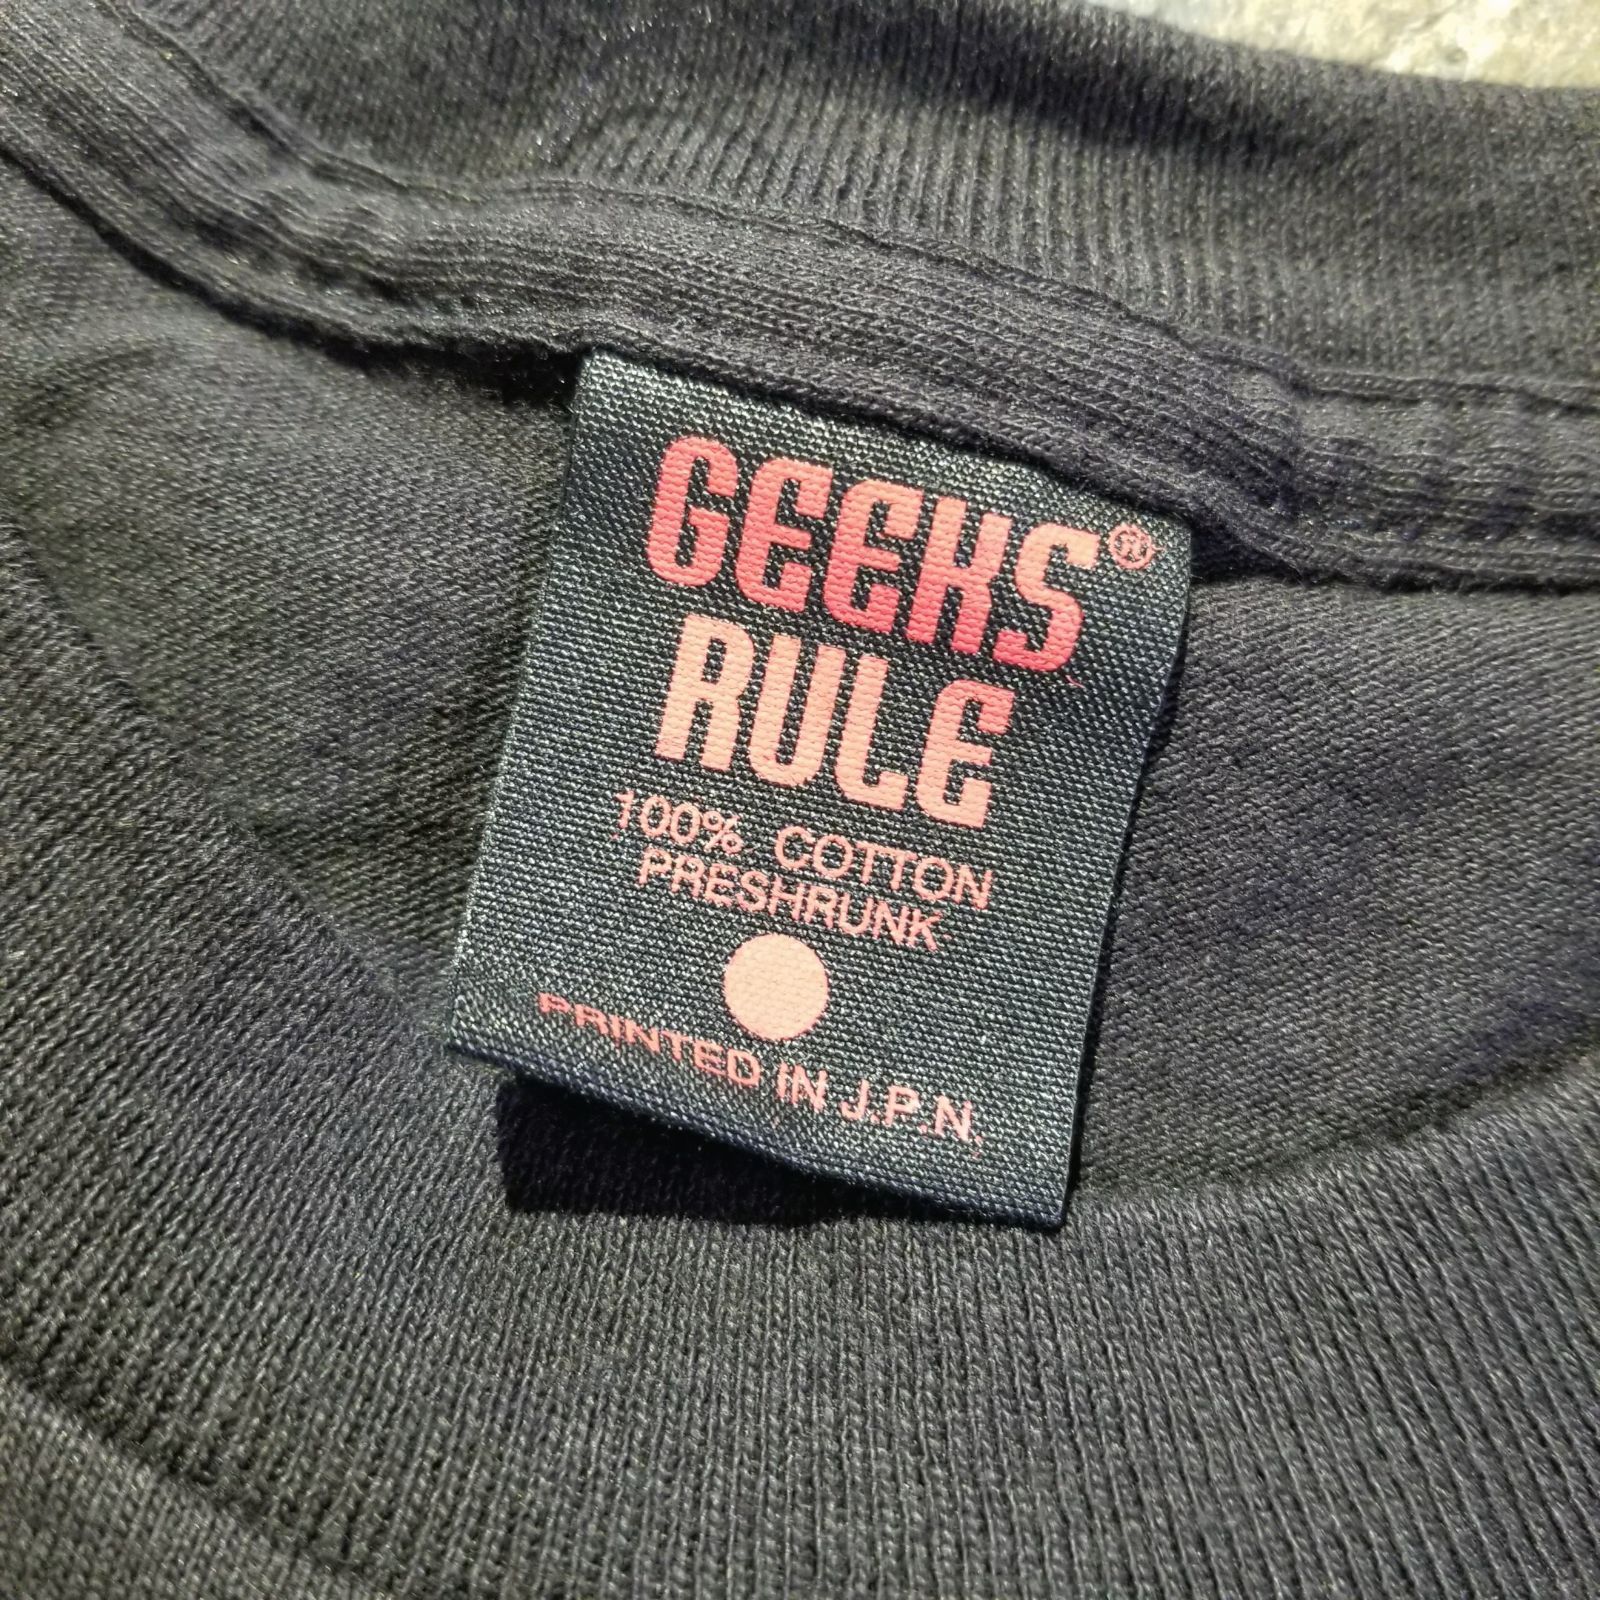 GEEKS®
RULE
100% COTTON
PRESHRUNK
PRINTED IN J.P.N.